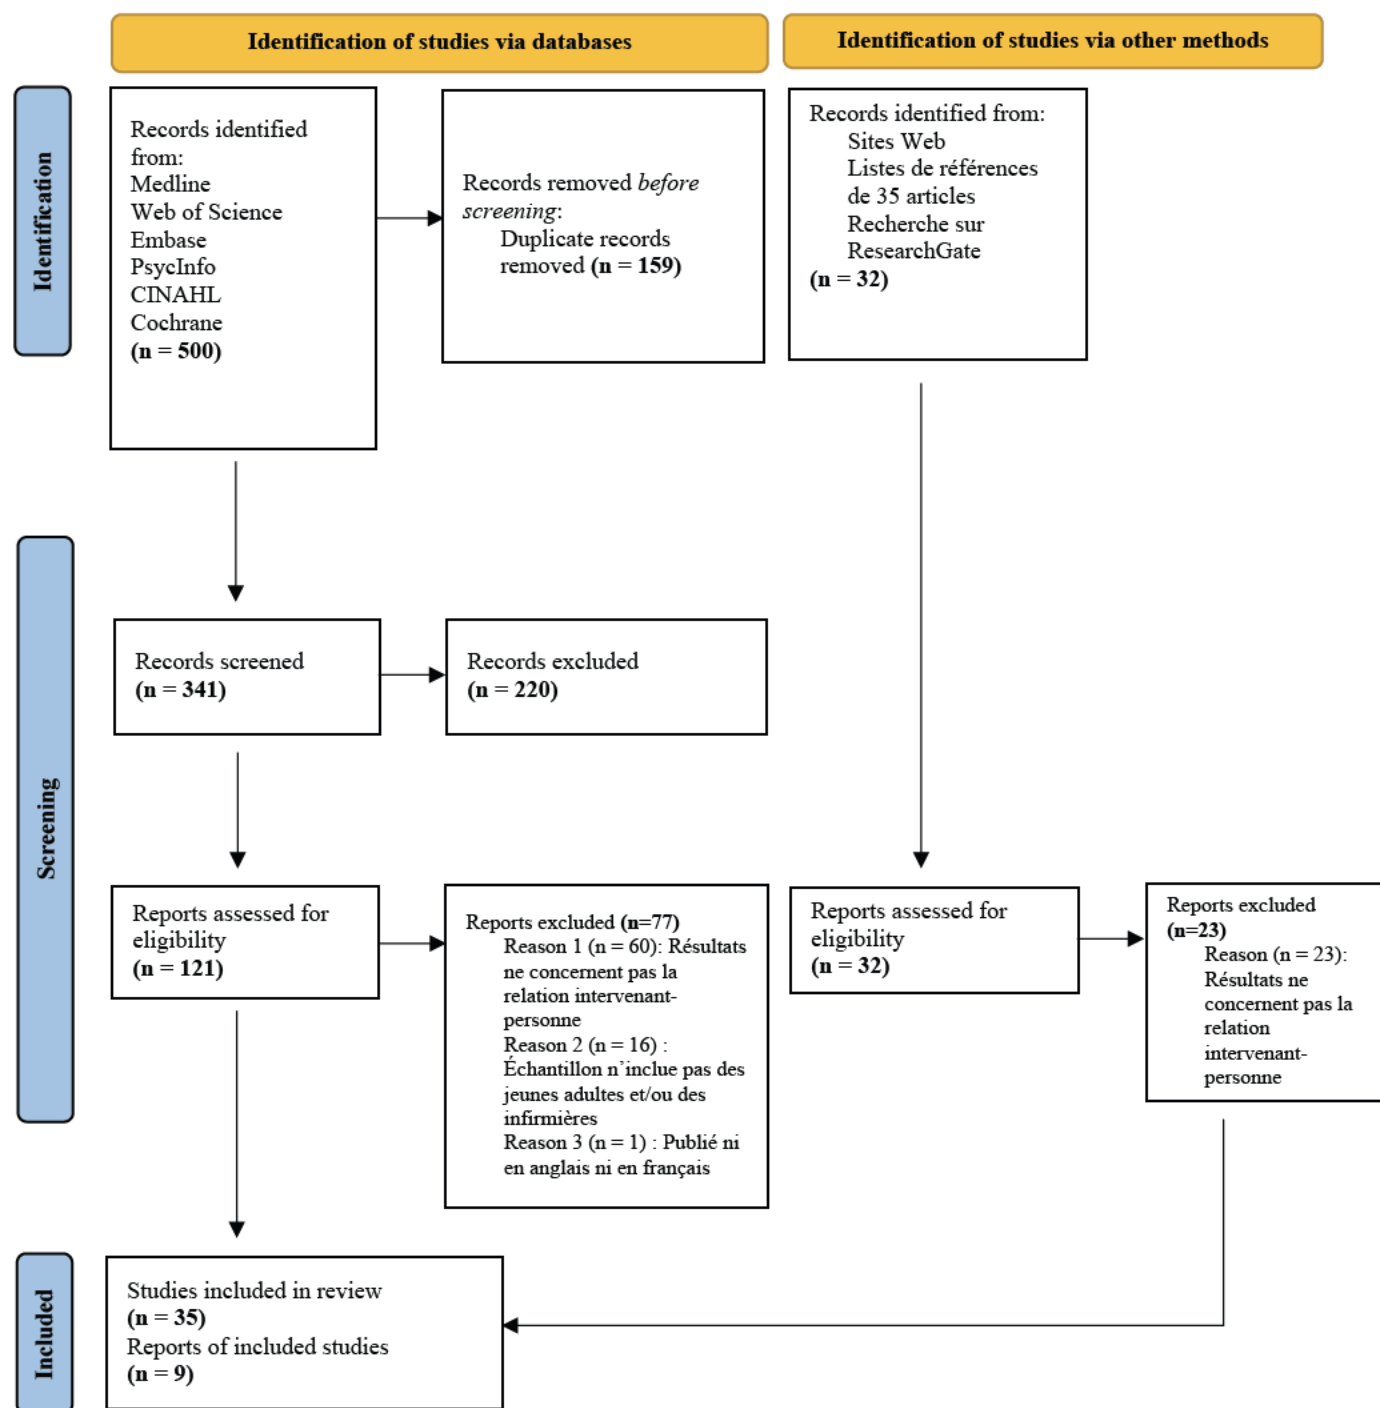 Identification of studies via databases
Identification of studies via other methods
Identification
Records identified
from:
Medline
Web of Science
Embase
PsycInfo
CINAHL
Cochrane
(n = 500)
Records removed before
screening:
Duplicate records
removed (n = 159)
Records identified from:
Sites Web
Listes de références
de 35 articles
Recherche sur
ResearchGate
(n = 32)
Screening
Records screened
(n = 341)
Records excluded
(n = 220)
Reports assessed for
eligibility
(n = 121)
Reports excluded (n=77)
Reason 1 (n = 60): Résultats
ne concernent pas la
relation intervenant-
personne
Reason 2 (n = 16) :
Échantillon n’inclue pas des
jeunes adultes et/ou des
infirmières
Reason 3 (n = 1) : Publié ni
en anglais ni en français
Reports assessed for
eligibility
(n = 32)
Reports excluded
(n=23)
Reason (n = 23):
Résultats ne
concernent pas la
relation
intervenant-
personne
Included
Studies included in review
(n = 35)
Reports of included studies
(n = 9)